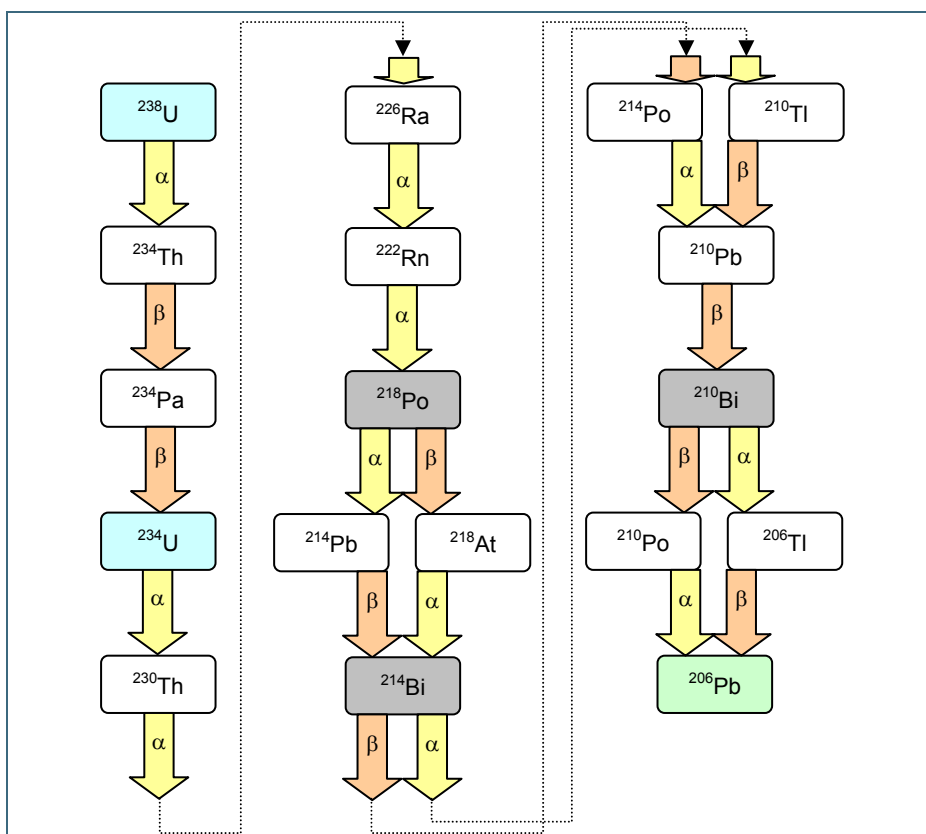 ²³⁸U
α
²³⁴Th
β
²³⁴Pa
β
²³⁴U
α
²³⁰Th
α
²²⁶Ra
α
²²²Rn
α
²¹⁸Po
α β
²¹⁴Pb ²¹⁸At
β α
²¹⁴Bi
β α
²¹⁴Po ²¹⁰Tl
α β
²¹⁰Pb
β
²¹⁰Bi
β α
²¹⁰Po ²⁰⁶Tl
α β
²⁰⁶Pb